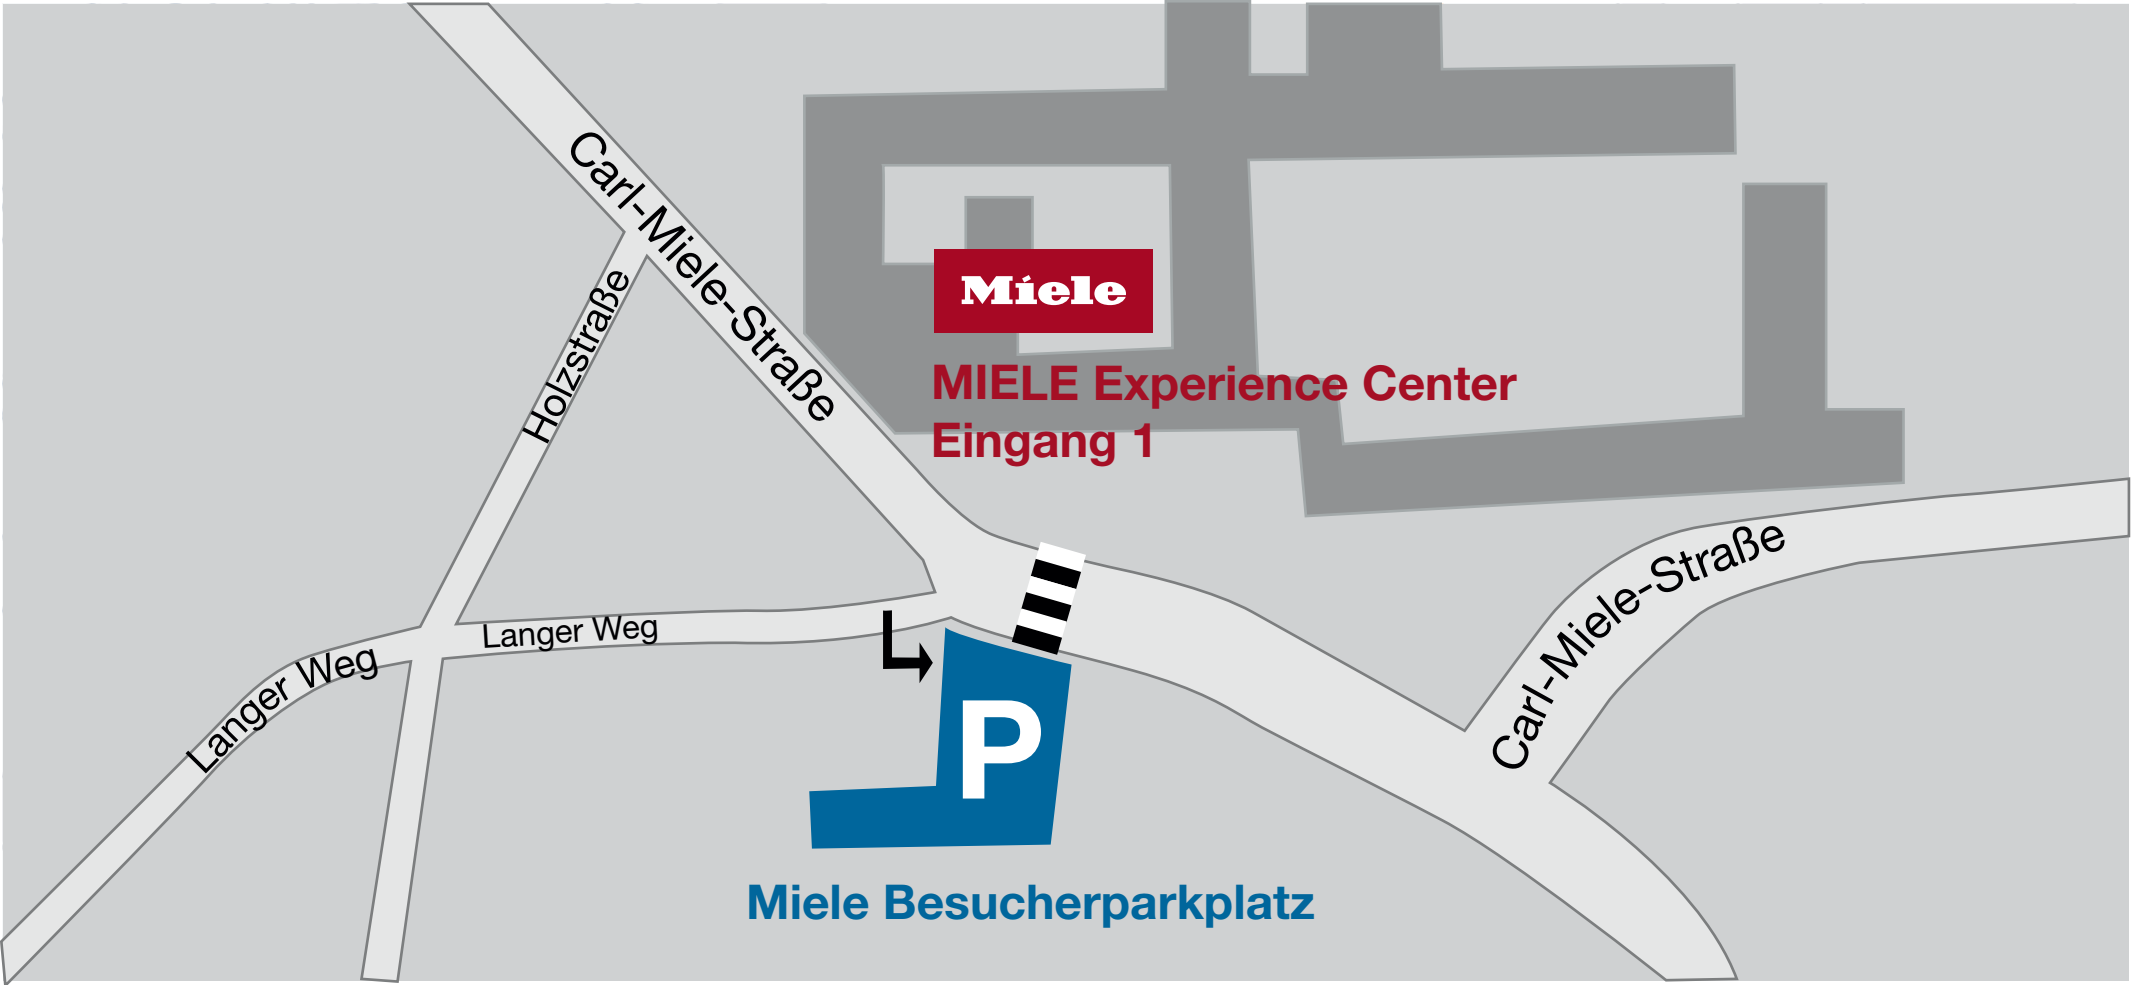 Carl-Miele-Straße
Holzstraße
Miele
MIELE Experience Center
Eingang 1
Carl-Miele-Straße
Langer Weg
Langer Weg
P
Miele Besucherparkplatz